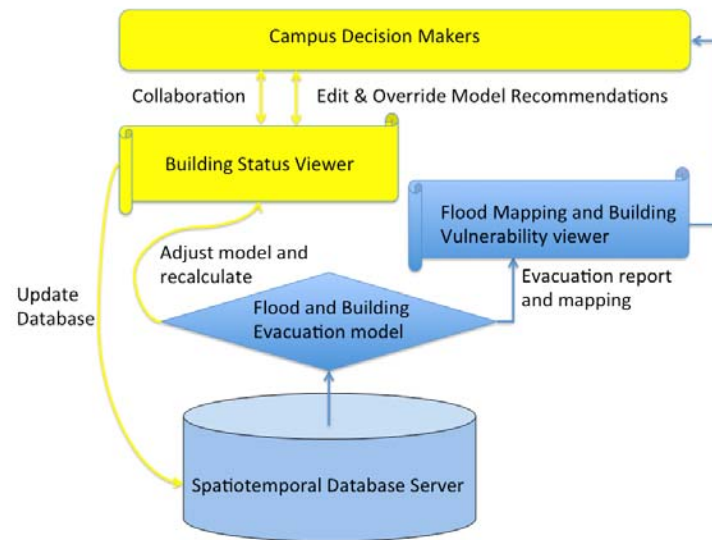 Campus Decision Makers
Collaboration
Edit & Override Model Recommendations
Building Status Viewer
Flood Mapping and Building
Vulnerability viewer
Adjust model and
recalculate
Evacuation report
and mapping
Update
Database
Flood and Building
Evacuation model
Spatiotemporal Database Server